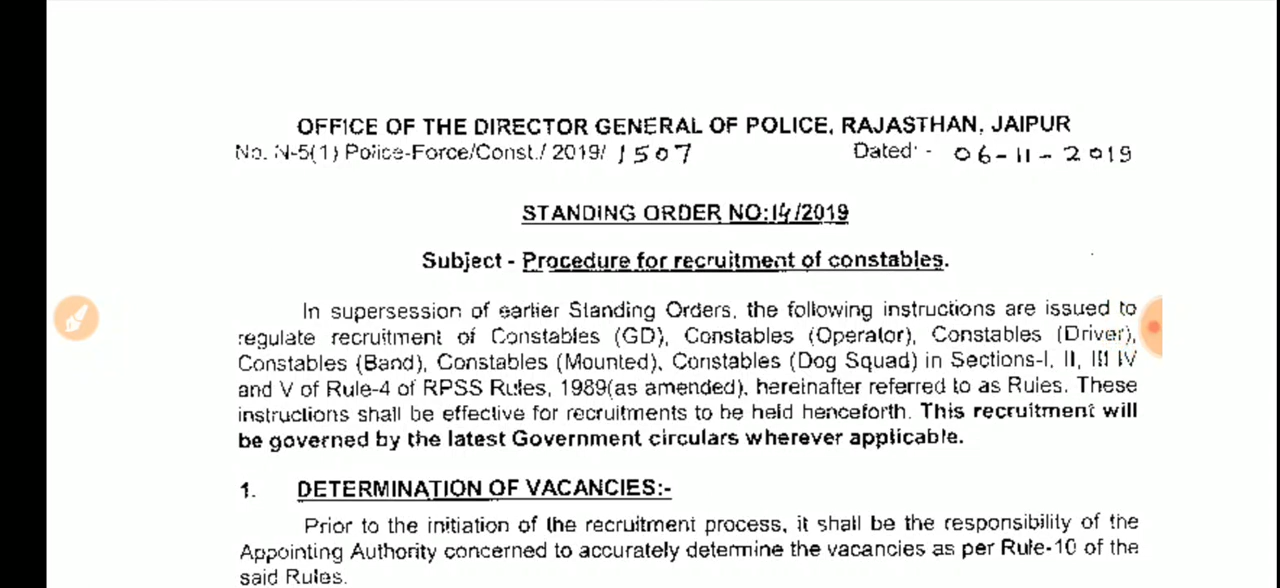 OFFICE OF THE DIRECTOR GENERAL OF POLICE, RAJASTHAN, JAIPUR
No. N-5(1) Police-Force/Const./ 2019/ 1507 Dated - 06-11-2019
STANDING ORDER NO:14/2019
Subject - Procedure for recruitment of constables.
In supersession of earlier Standing Orders, the following instructions are issued to
regulate recruitment of Constables (GD), Constables (Operator), Constables (Driver),
Constables (Band), Constables (Mounted), Constables (Dog Squad) in Sections-I, II, III IV
and V of Rule-4 of RPSS Rules, 1989(as amended), hereinafter referred to as Rules. These
instructions shall be effective for recruitments to be held henceforth. This recruitment will
be governed by the latest Government circulars wherever applicable.
1. DETERMINATION OF VACANCIES:-
Prior to the initiation of the recruitment process, it shall be the responsibility of the
Appointing Authority concerned to accurately determine the vacancies as per Rule-10 of the
said Rules.